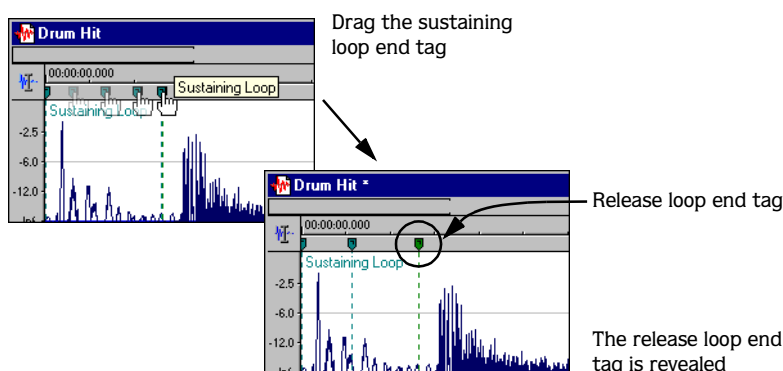 Drum Hit
Drag the sustaining
loop end tag
00:00:00.000
Sustaining Loop
Sustaining Loop
-2.5
-6.0
-12.0
-Inf.
Drum Hit *
Release loop end tag
00:00:00.000
Sustaining Loop
-2.5
-6.0
-12.0
The release loop end
tag is revealed